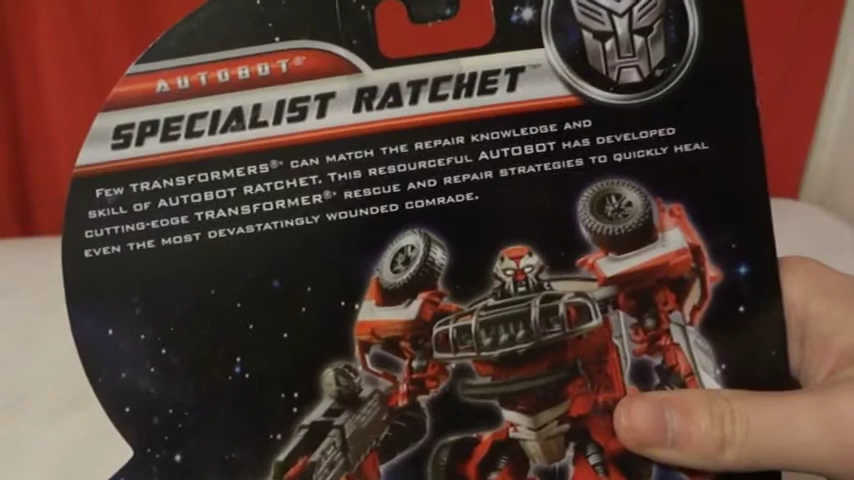 AUTOBOT®
SPECIALIST RATCHET™
FEW TRANSFORMERS® CAN MATCH THE REPAIR KNOWLEDGE AND
SKILL OF AUTOBOT RATCHET. THIS RESOURCEFUL AUTOBOT HAS DEVELOPED
CUTTING-EDGE TRANSFORMER® RESCUE AND REPAIR STRATEGIES TO QUICKLY HEAL
EVEN THE MOST DEVASTATINGLY WOUNDED COMRADE.